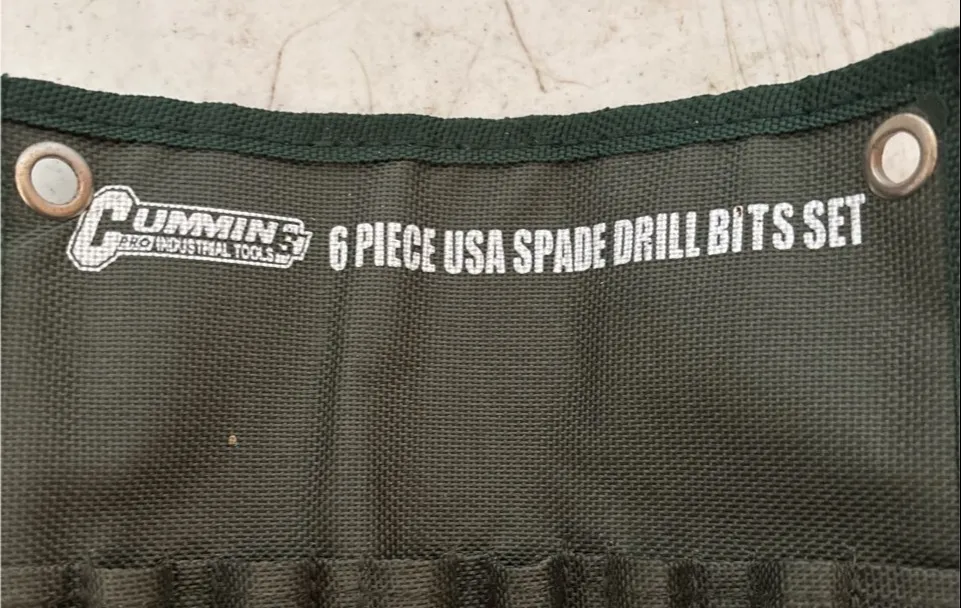 CUMMINS
PRO INDUSTRIAL TOOLS
6 PIECE USA SPADE DRILL BITS SET